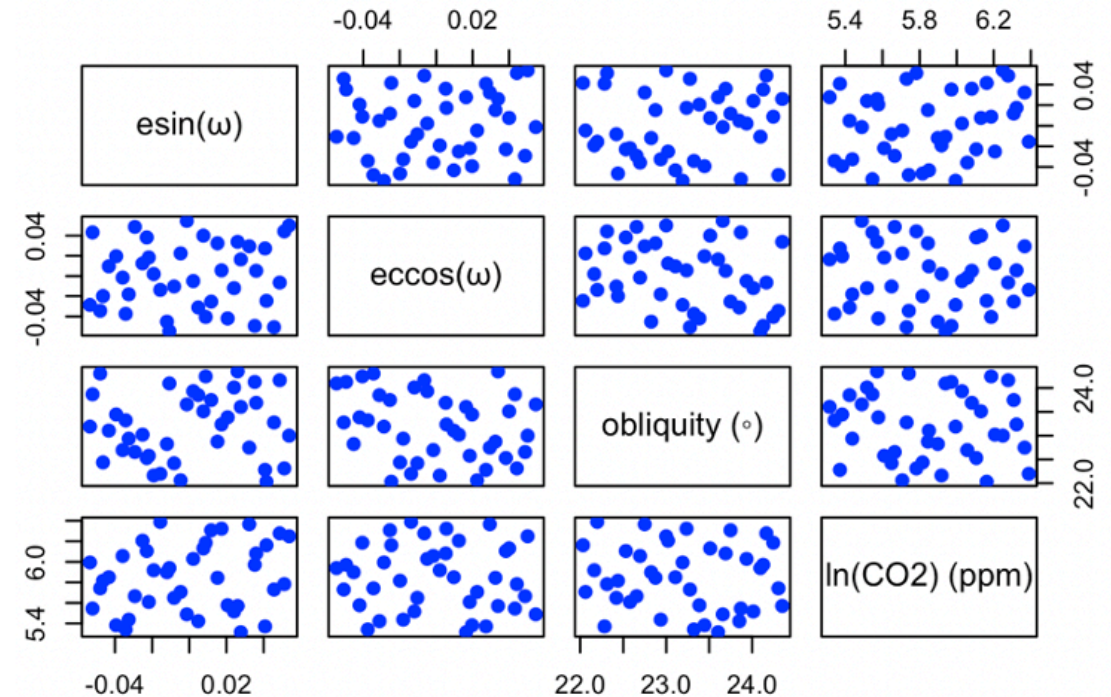 -0.04 0.02 5.4 5.8 6.2
esin(ω)
-0.04 0.04
-0.04 0.04
eccos(ω)
obliquity (°)
22.0 24.0
5.4 6.0
ln(CO2) (ppm)
-0.04 0.02 22.0 23.0 24.0